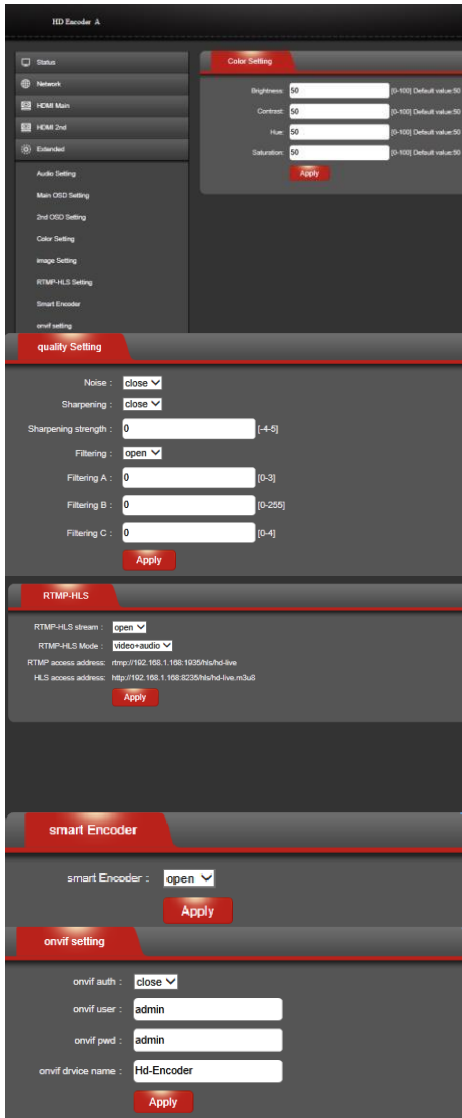 HD Encoder A
Status
Network
HDMI Main
HDMI 2nd
Extended
Audio Setting
Main OSD Setting
2nd OSD Setting
Color Setting
image Setting
RTMP-HLS Setting
Smart Encoder
onvif setting
Color Setting
Brightness: 50 [0-100] Default value:50
Contrast: 50 [0-100] Default value:50
Hue: 50 [0-100] Default value:50
Saturation: 50 [0-100] Default value:50
Apply
quality Setting
Noise : close
Sharpening : close
Sharpening strength : 0 [-4-5]
Filtering : open
Filtering A : 0 [0-3]
Filtering B : 0 [0-255]
Filtering C : 0 [0-4]
Apply
RTMP-HLS
RTMP-HLS stream : open
RTMP-HLS Mode : video+audio
RTMP access address: rtmp://192.168.1.168:1935/hls/hd-live
HLS access address: http://192.168.1.168:8235/hls/hd-live.m3u8
Apply
smart Encoder
smart Encoder : open
Apply
onvif setting
onvif auth : close
onvif user : admin
onvif pwd : admin
onvif drvice name : Hd-Encoder
Apply